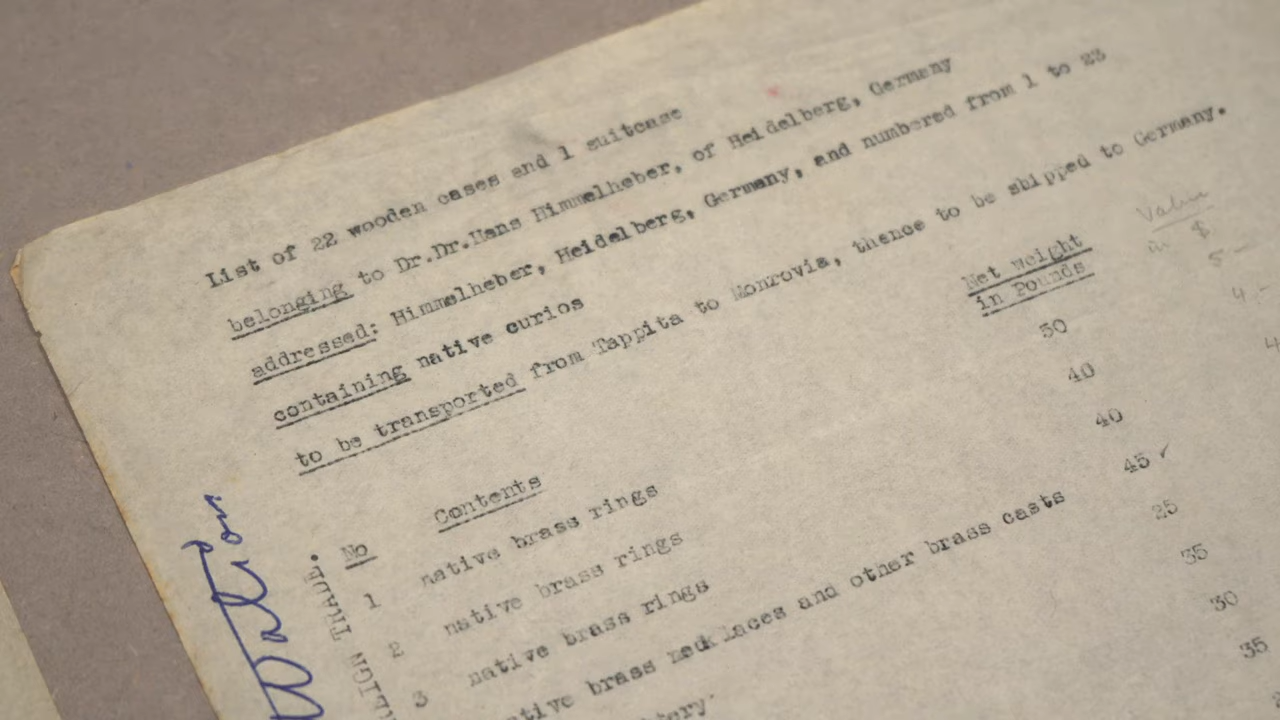 List of 22 wooden cases and 1 suitcase
belonging to Dr.Dr.Hans Himmelheber, of Heidelberg, Germany
addressed: Himmelheber, Heidelberg, Germany, and numbered from 1 to 23
containing native curios
to be transported from Tappita to Monrovia, thence to be shipped to Germany.
No Contents Net weight in Pounds Value in $
1 native brass rings 50 5-
2 native brass rings 40 4.-
3 native brass rings 40 4
native brass necklaces and other brass casts 45 ✓
25
35
30
35
TRADE.